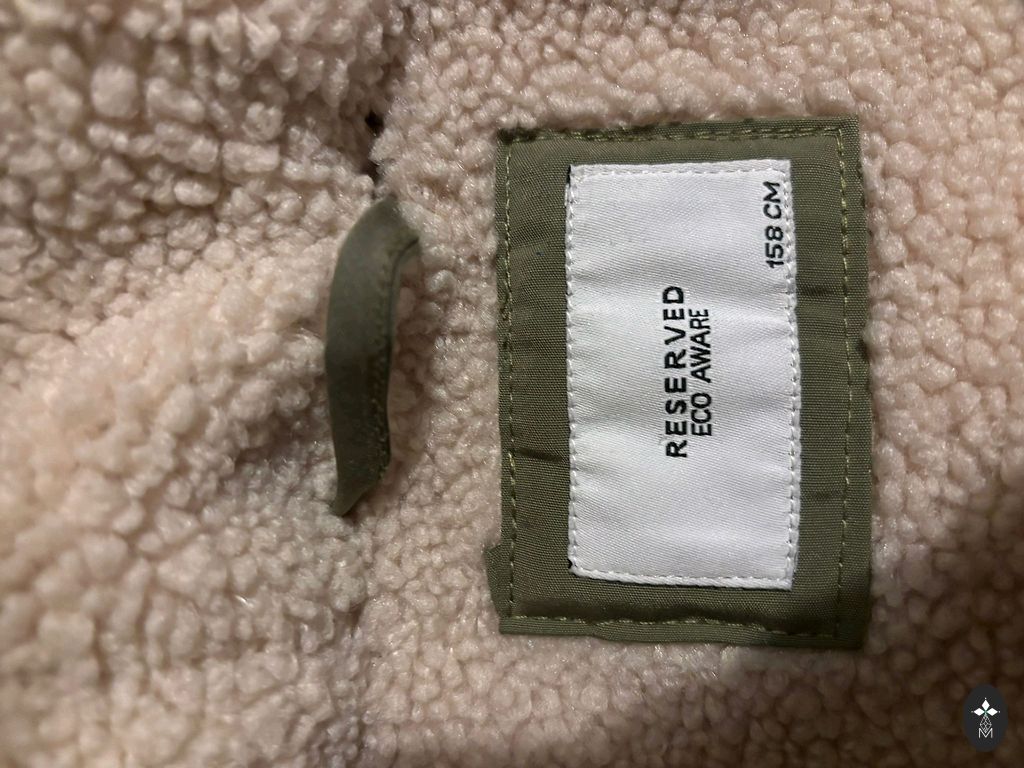 RESERVED
ECO AWARE
158 CM